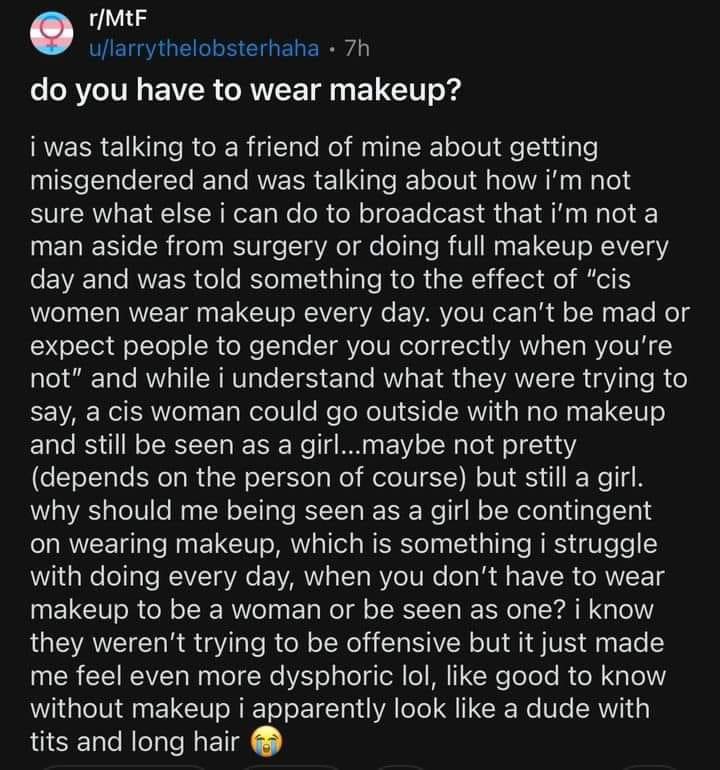 r/MtF
u/larrythelobsterhaha • 7h
do you have to wear makeup?
i was talking to a friend of mine about getting
misgendered and was talking about how i'm not
sure what else i can do to broadcast that i'm not a
man aside from surgery or doing full makeup every
day and was told something to the effect of “cis
women wear makeup every day. you can't be mad or
expect people to gender you correctly when you're
not” and while i understand what they were trying to
say, a cis woman could go outside with no makeup
and still be seen as a girl...maybe not pretty
(depends on the person of course) but still a girl.
why should me being seen as a girl be contingent
on wearing makeup, which is something i struggle
with doing every day, when you don't have to wear
makeup to be a woman or be seen as one? i know
they weren't trying to be offensive but it just made
me feel even more dysphoric lol, like good to know
without makeup i apparently look like a dude with
tits and long hair 😭